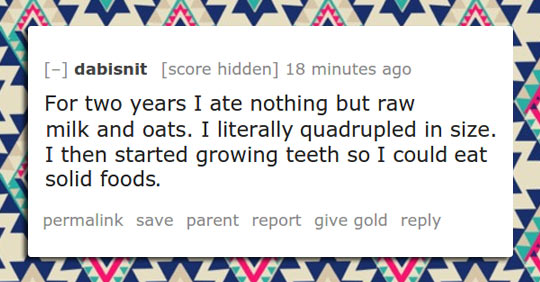 [–] dabisnit [score hidden] 18 minutes ago
For two years I ate nothing but raw
milk and oats. I literally quadrupled in size.
I then started growing teeth so I could eat
solid foods.
permalink save parent report give gold reply